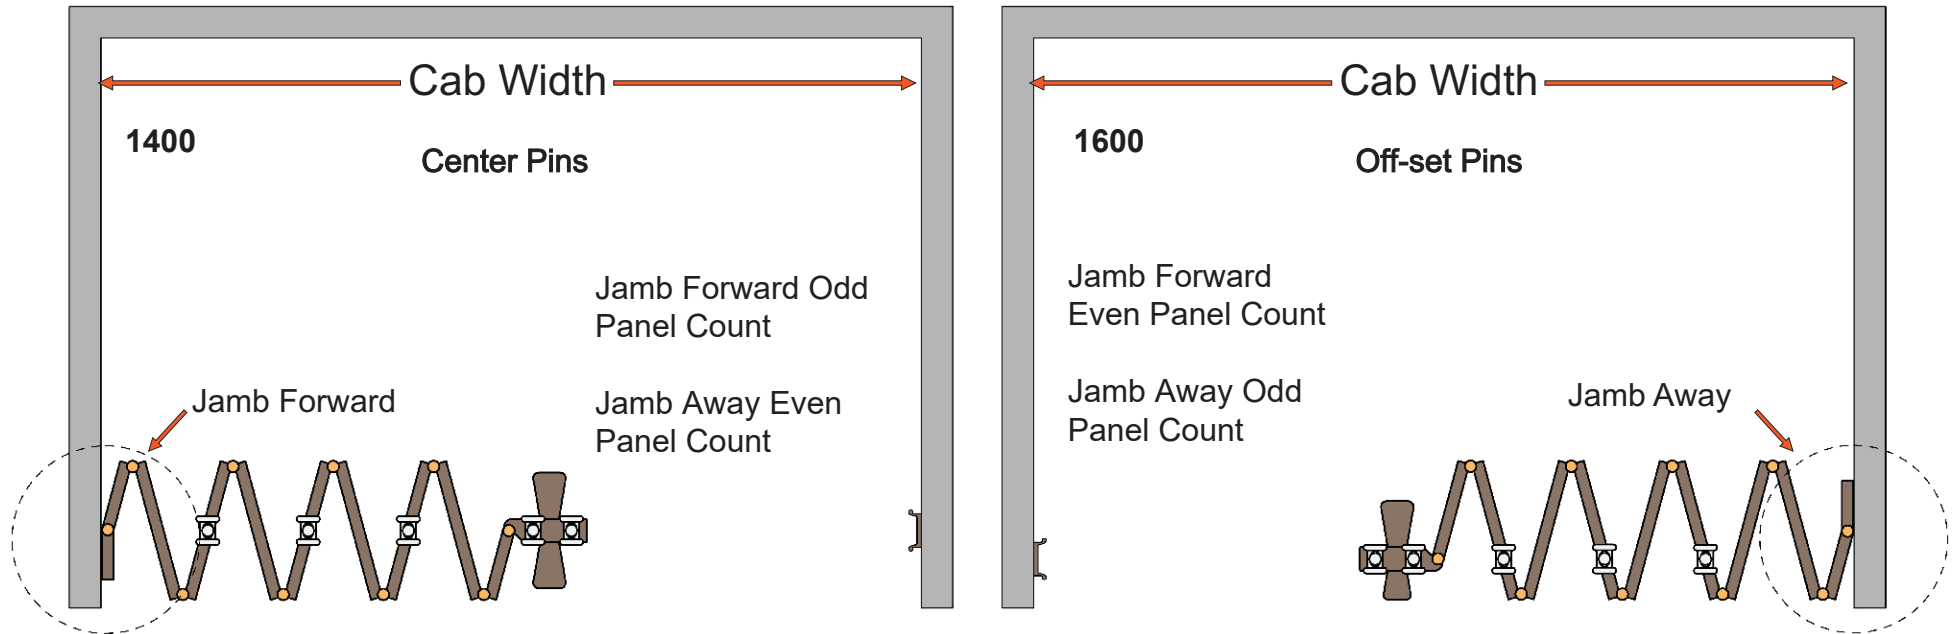 Cab Width
1400
Center Pins
Jamb Forward Odd
Panel Count
Jamb Away Even
Panel Count
Jamb Forward
Cab Width
1600
Off-set Pins
Jamb Forward
Even Panel Count
Jamb Away Odd
Panel Count
Jamb Away